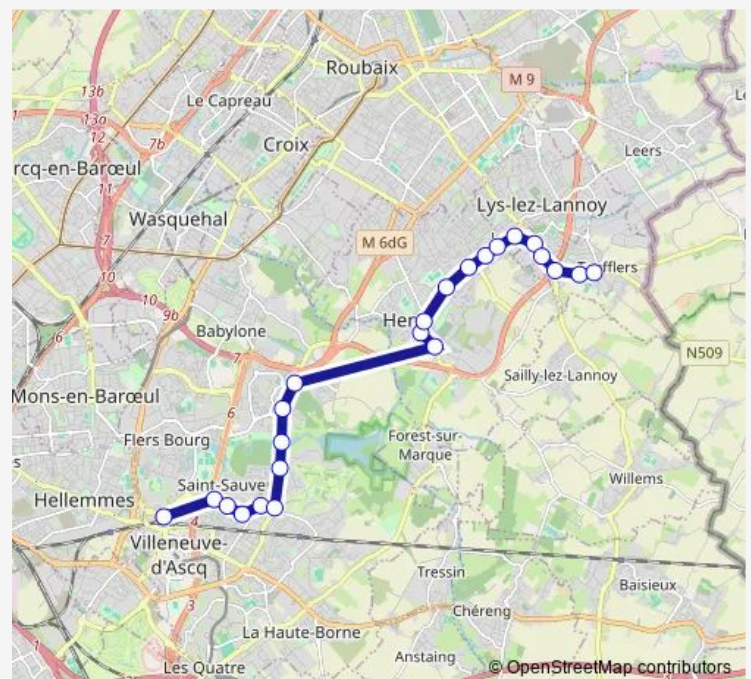 Roubaix
M 9
13b
Le Capreau
13a
12
7b
Croix
Leers
rcq-en-Barœul
11
Lys-lez-Lannoy
Wasquehal
7
M 6dG
10
10
9b
6
Babylone
7
N509
Mons-en-Barœul
6
Sailly-lez-Lannoy
Flers Bourg
Forest-sur-
Marque
Saint-Sauve
Willems
Hellemmes
4
Villeneuve-
d'Ascq
Tressin
Baisieux
3
Chéreng
La Haute-Borne
Anstaing
Les Quatre
© OpenStreetMap contributors